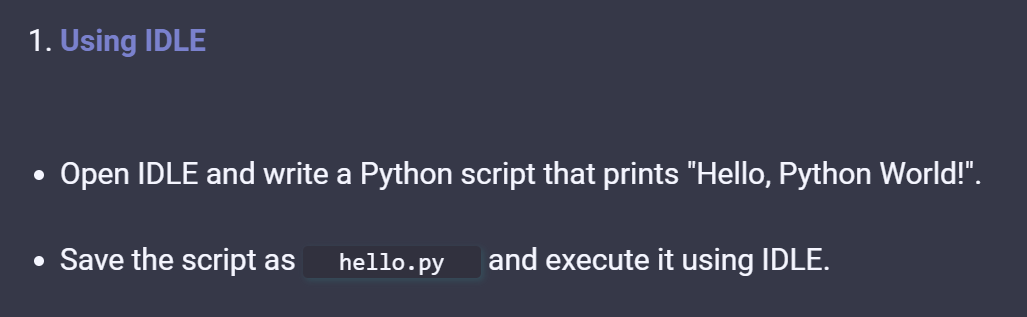 1. Using IDLE
• Open IDLE and write a Python script that prints "Hello, Python World!".
• Save the script as hello.py and execute it using IDLE.